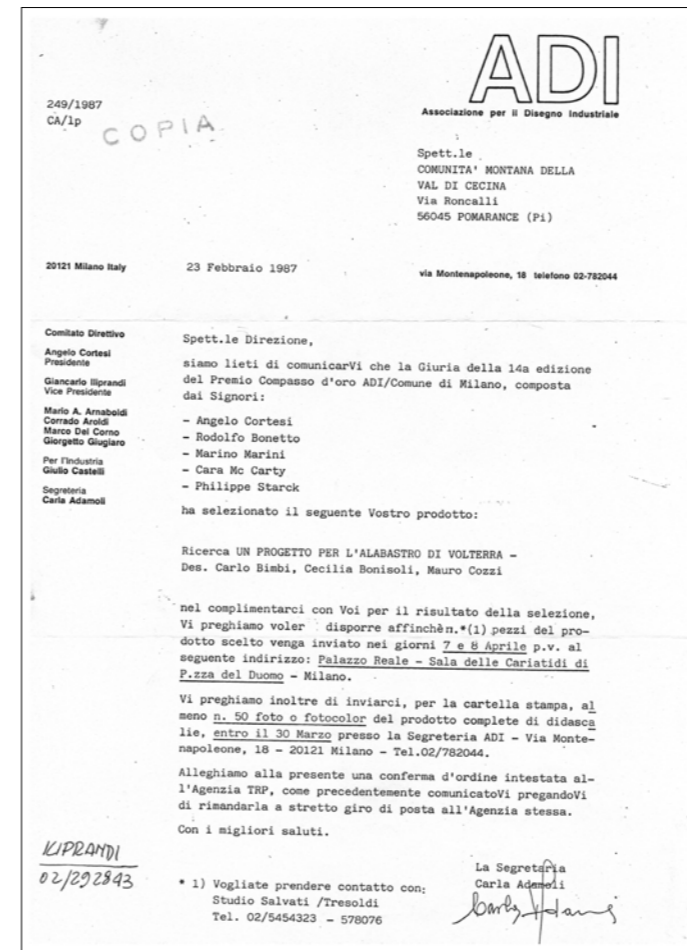 ADI
Associazione per il Disegno Industriale
249/1987
CA/lp
COPIA
Spett.le
COMUNITA' MONTANA DELLA
VAL DI CECINA
Via Roncalli
56045 POMARANCE (Pi)
20121 Milano Italy
23 Febbraio 1987
via Montenapoleone, 18 telefono 02-782044
Comitato Direttivo
Angelo Cortesi
Presidente
Giancarlo Iliprandi
Vice Presidente
Mario A. Arnaboldi
Corrado Aroldi
Marco Del Corno
Giorgetto Giugiaro
Per l'Industria
Giulio Castelli
Segreteria
Carla Adamoli
Spett.le Direzione,
siamo lieti di comunicarVi che la Giuria della 14a edizione
del Premio Compasso d'oro ADI/Comune di Milano, composta
dai Signori:
- Angelo Cortesi
- Rodolfo Bonetto
- Marino Marini
- Cara Mc Carty
- Philippe Starck
ha selezionato il seguente Vostro prodotto:
Ricerca UN PROGETTO PER L'ALABASTRO DI VOLTERRA -
Des. Carlo Bimbi, Cecilia Bonisoli, Mauro Cozzi
nel complimentarci con Voi per il risultato della selezione,
Vi preghiamo voler disporre affinchèn.*(1) pezzi del pro-
dotto scelto venga inviato nei giorni 7 e 8 Aprile p.v. al
seguente indirizzo: Palazzo Reale - Sala delle Cariatidi di
P.zza del Duomo - Milano.
Vi preghiamo inoltre di inviarci, per la cartella stampa, al
meno n. 50 foto o fotocolor del prodotto complete di didasca
lie, entro il 30 Marzo presso la Segreteria ADI - Via Monte-
napoleone, 18 - 20121 Milano - Tel.02/782044.
Alleghiamo alla presente una conferma d'ordine intestata al-
l'Agenzia TRP, come precedentemente comunicatoVi pregandoVi
di rimandarla a stretto giro di posta all'Agenzia stessa.
Con i migliori saluti.
La Segretaria
Carla Adamoli
* 1) Vogliate prendere contatto con:
Studio Salvati /Tresoldi
Tel. 02/5454323 - 578076
02/292843